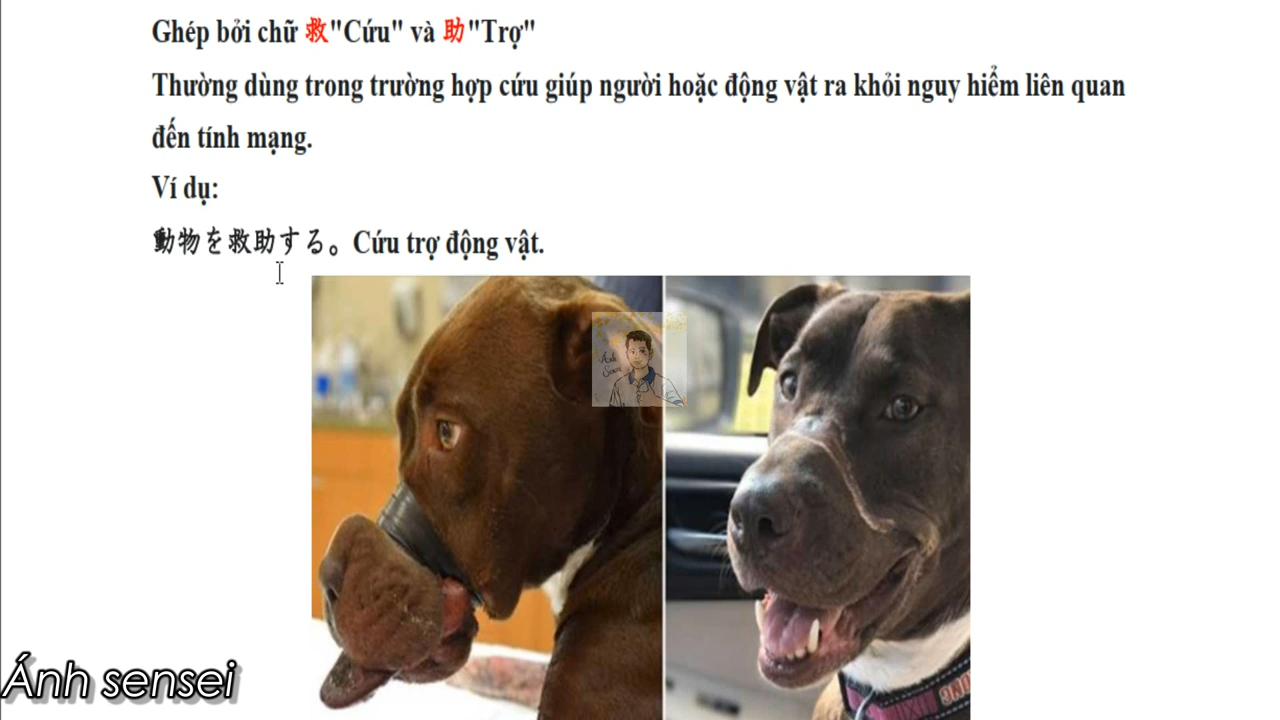 Ghép bởi chữ 救"Cứu" và 助"Trợ"
Thường dùng trong trường hợp cứu giúp người hoặc động vật ra khỏi nguy hiểm liên quan
đến tính mạng.
Ví dụ:
動物を救助する。Cứu trợ động vật.
Ánh
Sensei
Ánh sensei